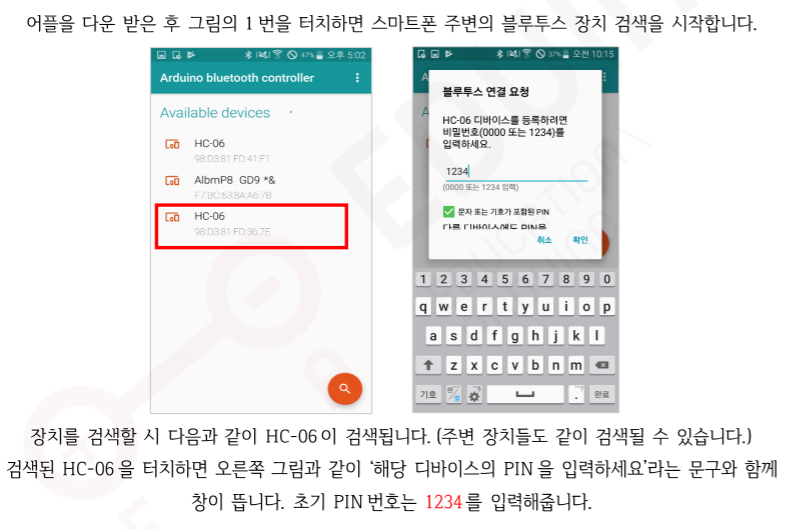 어플을 다운 받은 후 그림의 1 번을 터치하면 스마트폰 주변의 블루투스 장치 검색을 시작합니다.
47% 오후 5:02
Arduino bluetooth controller
Available devices
HC-06
98:D3:81:FD:41:F1
AlbmP8 GD9 *&
F7:BC:63:8A:A6:7B
HC-06
98:D3:81:FD:36:7E
37% 오전 10:15
A
A
블루투스 연결 요청
HC-06 디바이스를 등록하려면
비밀번호(0000 또는 1234)를
입력하세요.
1234
(0000 또는 1234 입력)
문자 또는 기호가 포함된 PIN
다른 디바이스에도 PIN을
취소 확인
1 2 3 4 5 6 7 8 9 0
q w e r t y u i o p
a s d f g h j k l
z x c v b n m
기호 . 완료
장치를 검색할 시 다음과 같이 HC-06 이 검색됩니다. (주변 장치들도 같이 검색될 수 있습니다.)
검색된 HC-06 을 터치하면 오른쪽 그림과 같이 ‘해당 디바이스의 PIN 을 입력하세요’라는 문구와 함께
창이 뜹니다. 초기 PIN 번호는 1234 를 입력해줍니다.